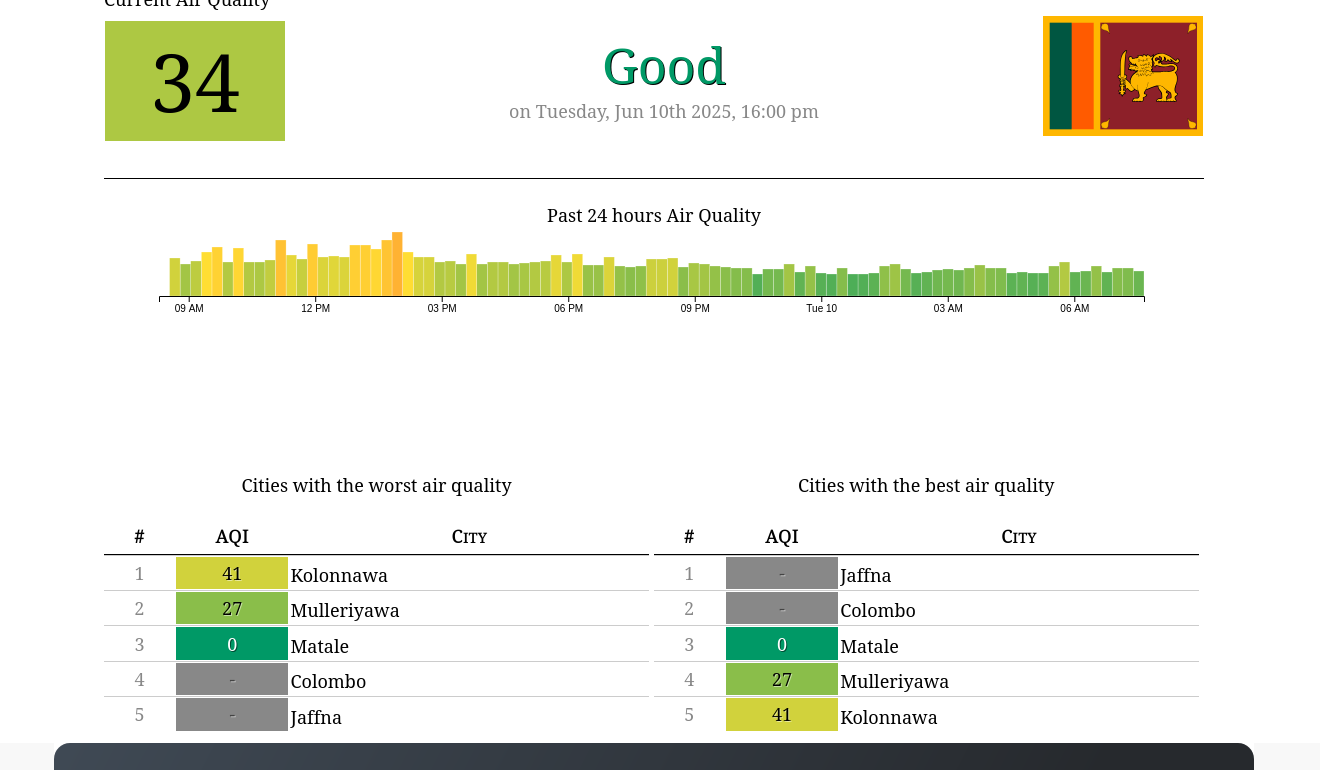 Current Air Quality
34
Good
on Tuesday, Jun 10th 2025, 16:00 pm
Past 24 hours Air Quality
09 AM 12 PM 03 PM 06 PM 09 PM Tue 10 03 AM 06 AM
Cities with the worst air quality
# AQI City
1 41 Kolonnawa
2 27 Mulleriyawa
3 0 Matale
4 - Colombo
5 - Jaffna
Cities with the best air quality
# AQI City
1 - Jaffna
2 - Colombo
3 0 Matale
4 27 Mulleriyawa
5 41 Kolonnawa